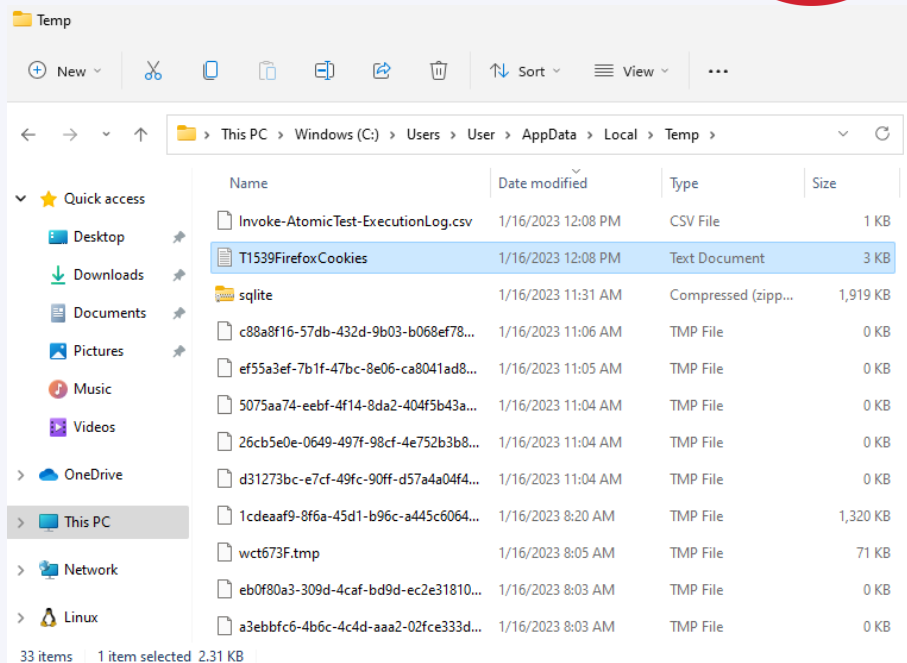 Temp
New
Sort
View
This PC > Windows (C:) > Users > User > AppData > Local > Temp >
Quick access
Desktop
Downloads
Documents
Pictures
Music
Videos
OneDrive
This PC
Network
Linux
Name Date modified Type Size
Invoke-AtomicTest-ExecutionLog.csv 1/16/2023 12:08 PM CSV File 1 KB
T1539FirefoxCookies 1/16/2023 12:08 PM Text Document 3 KB
sqlite 1/16/2023 11:31 AM Compressed (zipp... 1,919 KB
c88a8f16-57db-432d-9b03-b068ef78... 1/16/2023 11:06 AM TMP File 0 KB
ef55a3ef-7b1f-47bc-8e06-ca8041ad8... 1/16/2023 11:05 AM TMP File 0 KB
5075aa74-eebf-4f14-8da2-404f5b43a... 1/16/2023 11:04 AM TMP File 0 KB
26cb5e0e-0649-497f-98cf-4e752b3b8... 1/16/2023 11:04 AM TMP File 0 KB
d31273bc-e7cf-49fc-90ff-d57a4a04f4... 1/16/2023 11:04 AM TMP File 0 KB
1cdeaaf9-8f6a-45d1-b96c-a445c6064... 1/16/2023 8:20 AM TMP File 1,320 KB
wct673F.tmp 1/16/2023 8:05 AM TMP File 71 KB
eb0f80a3-309d-4caf-bd9d-ec2e31810... 1/16/2023 8:03 AM TMP File 0 KB
a3ebbfc6-4b6c-4c4d-aaa2-02fce333d... 1/16/2023 8:03 AM TMP File 0 KB
33 items 1 item selected 2.31 KB